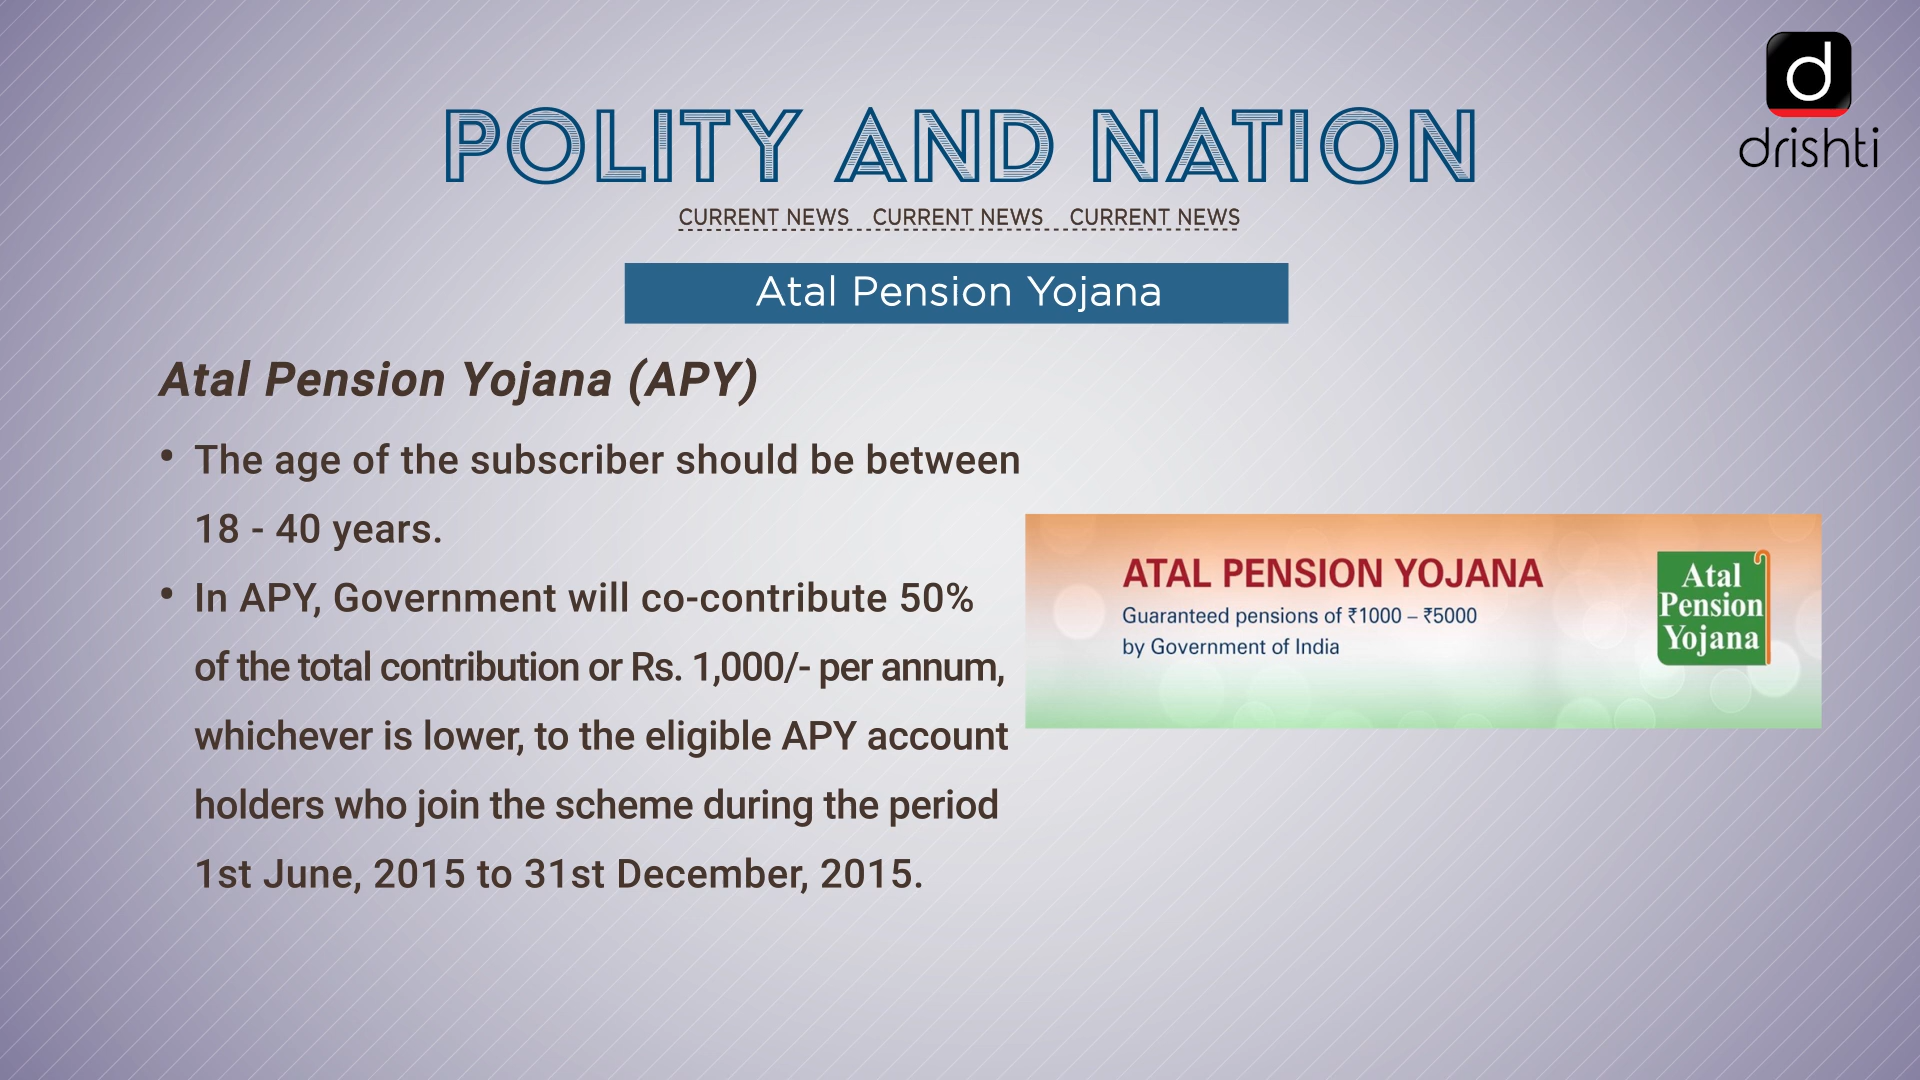 d
drishti
POLITY AND NATION
CURRENT NEWS CURRENT NEWS CURRENT NEWS
Atal Pension Yojana
Atal Pension Yojana (APY)
• The age of the subscriber should be between
18 - 40 years.
• In APY, Government will co-contribute 50%
of the total contribution or Rs. 1,000/- per annum,
whichever is lower, to the eligible APY account
holders who join the scheme during the period
1st June, 2015 to 31st December, 2015.
ATAL PENSION YOJANA
Guaranteed pensions of ₹1000 – ₹5000
by Government of India
Atal
Pension
Yojana